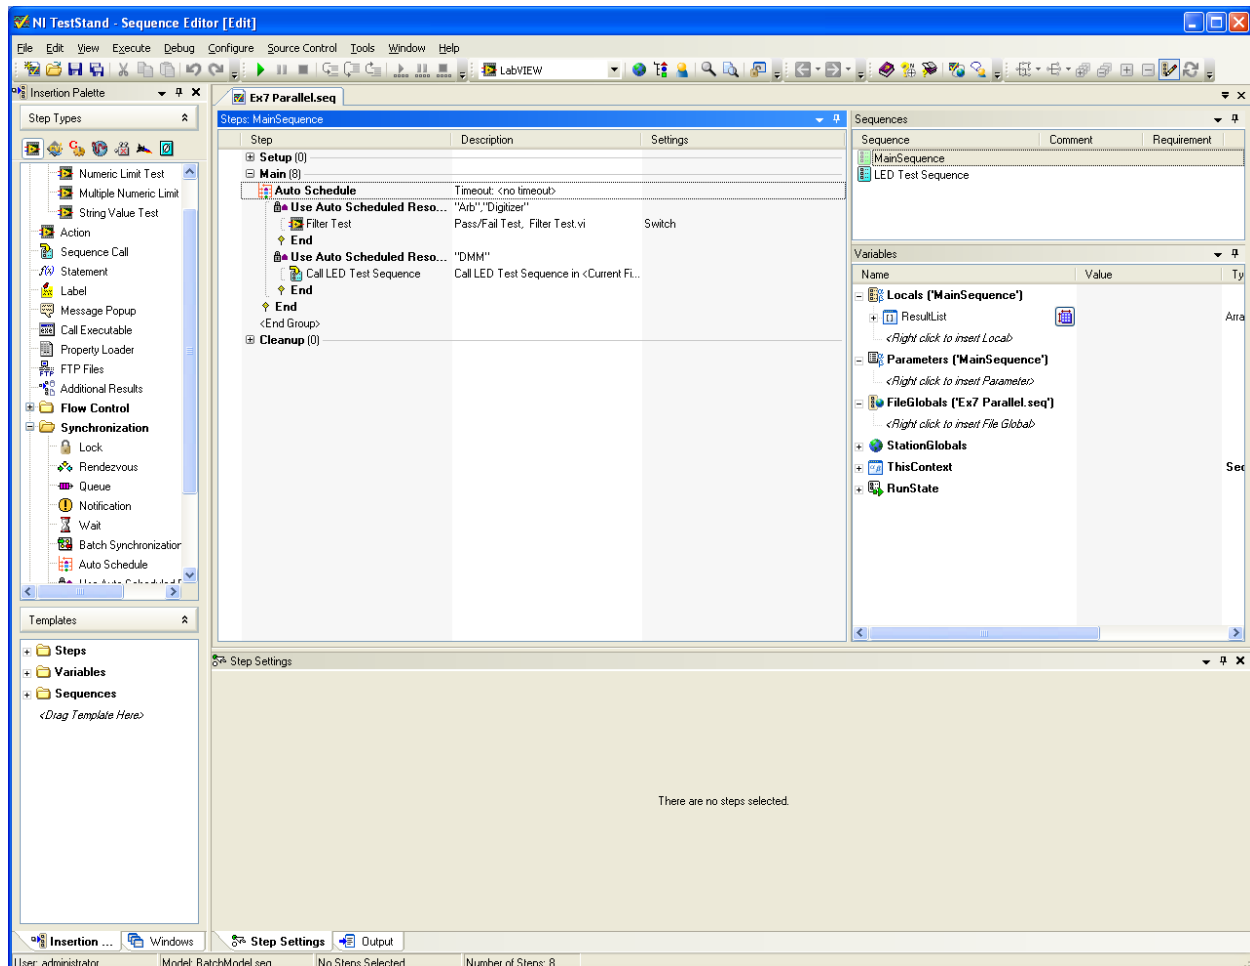 NI TestStand - Sequence Editor [Edit]
File Edit View Execute Debug Configure Source Control Tools Window Help
LabVIEW
Insertion Palette
Step Types
Numeric Limit Test
Multiple Numeric Limit
String Value Test
Action
Sequence Call
Statement
Label
Message Popup
Call Executable
Property Loader
FTP Files
Additional Results
Flow Control
Synchronization
Lock
Rendezvous
Queue
Notification
Wait
Batch Synchronization
Auto Schedule
Templates
Steps
Variables
Sequences
<Drag Template Here>
Insertion ... Windows
Ex7 Parallel.seq
Steps: MainSequence
Step Description Settings
Setup (0)
Main (8)
Auto Schedule Timeout: <no timeout>
Use Auto Scheduled Reso... "Arb","Digitizer"
Filter Test Pass/Fail Test, Filter Test.vi Switch
End
Use Auto Scheduled Reso... "DMM"
Call LED Test Sequence Call LED Test Sequence in <Current Fi...
End
End
<End Group>
Cleanup (0)
Sequences
Sequence Comment Requirement
MainSequence
LED Test Sequence
Variables
Name Value Ty
Locals ('MainSequence')
ResultList Arra
<Right click to insert Local>
Parameters ('MainSequence')
<Right click to insert Parameter>
FileGlobals ('Ex7 Parallel.seq')
<Right click to insert File Global>
StationGlobals
ThisContext Seq
RunState
Step Settings
There are no steps selected.
Step Settings Output
User: administrator Model: BatchModel.seq No Steps Selected Number of Steps: 8